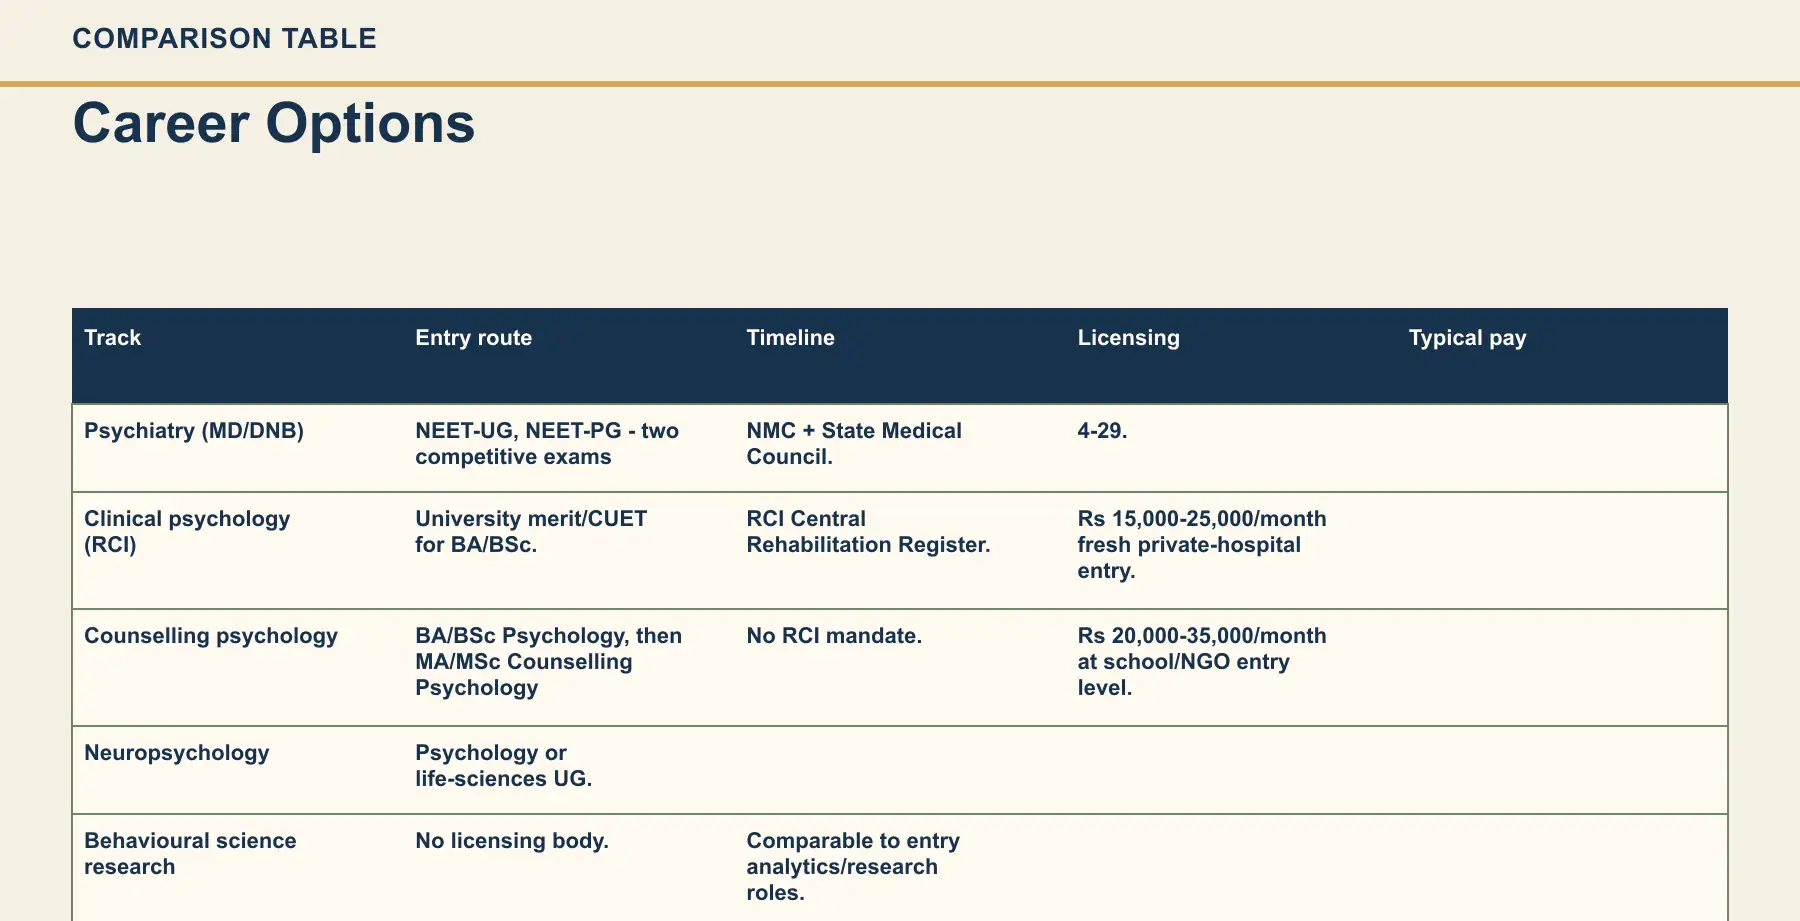 COMPARISON TABLE
Career Options
Track Entry route Timeline Licensing Typical pay
Psychiatry (MD/DNB) NEET-UG, NEET-PG - two NMC + State Medical 4-29.
competitive exams Council.
Clinical psychology University merit/CUET RCI Central Rs 15,000-25,000/month
(RCI) for BA/BSc. Rehabilitation Register. fresh private-hospital
entry.
Counselling psychology BA/BSc Psychology, then No RCI mandate. Rs 20,000-35,000/month
MA/MSc Counselling at school/NGO entry
Psychology level.
Neuropsychology Psychology or
life-sciences UG.
Behavioural science No licensing body. Comparable to entry
research analytics/research
roles.